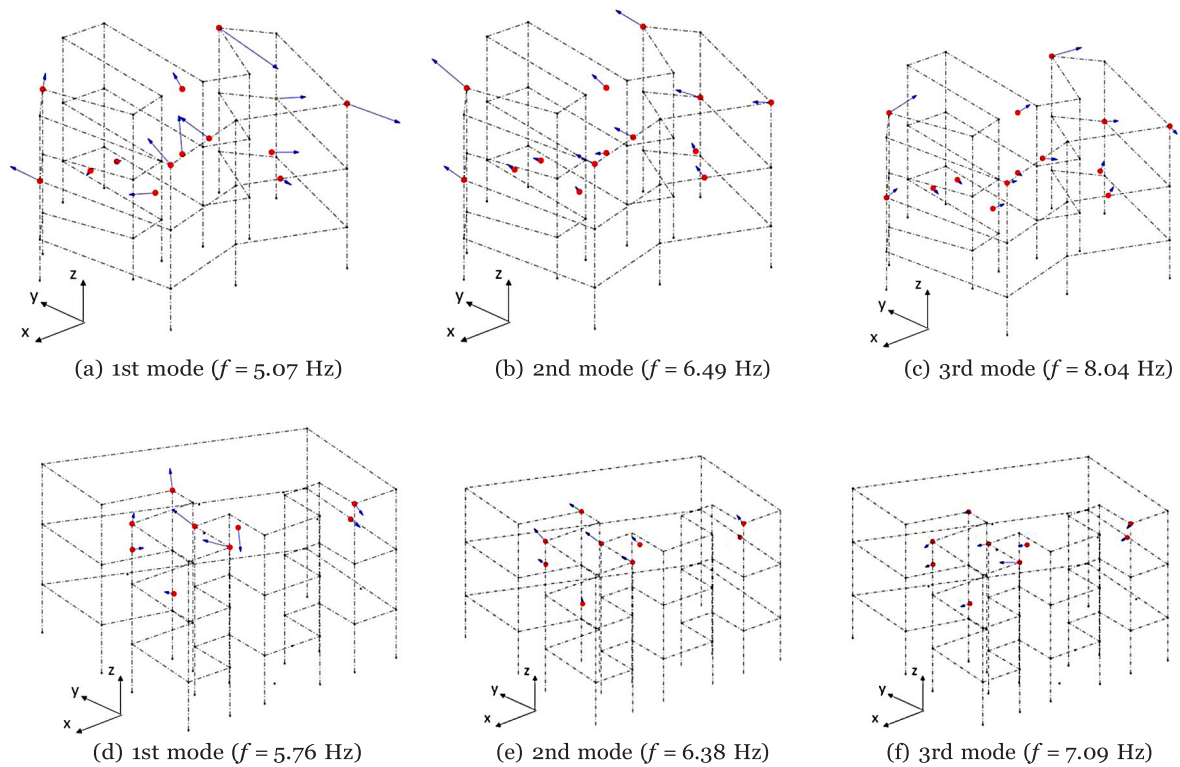 z
y
x
z
y
x
z
y
x
(a) 1st mode (f = 5.07 Hz)
(b) 2nd mode (f = 6.49 Hz)
(c) 3rd mode (f = 8.04 Hz)
z
y
x
z
y
x
z
y
x
(d) 1st mode (f = 5.76 Hz)
(e) 2nd mode (f = 6.38 Hz)
(f) 3rd mode (f = 7.09 Hz)